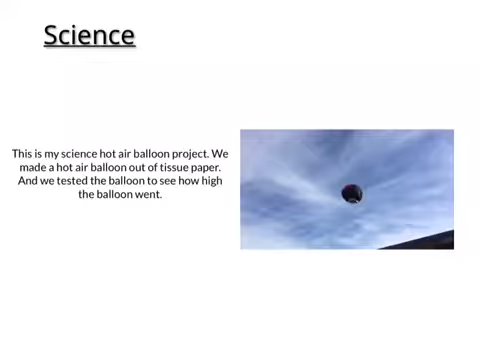 Science
This is my science hot air balloon project. We
made a hot air balloon out of tissue paper.
And we tested the balloon to see how high
the balloon went.